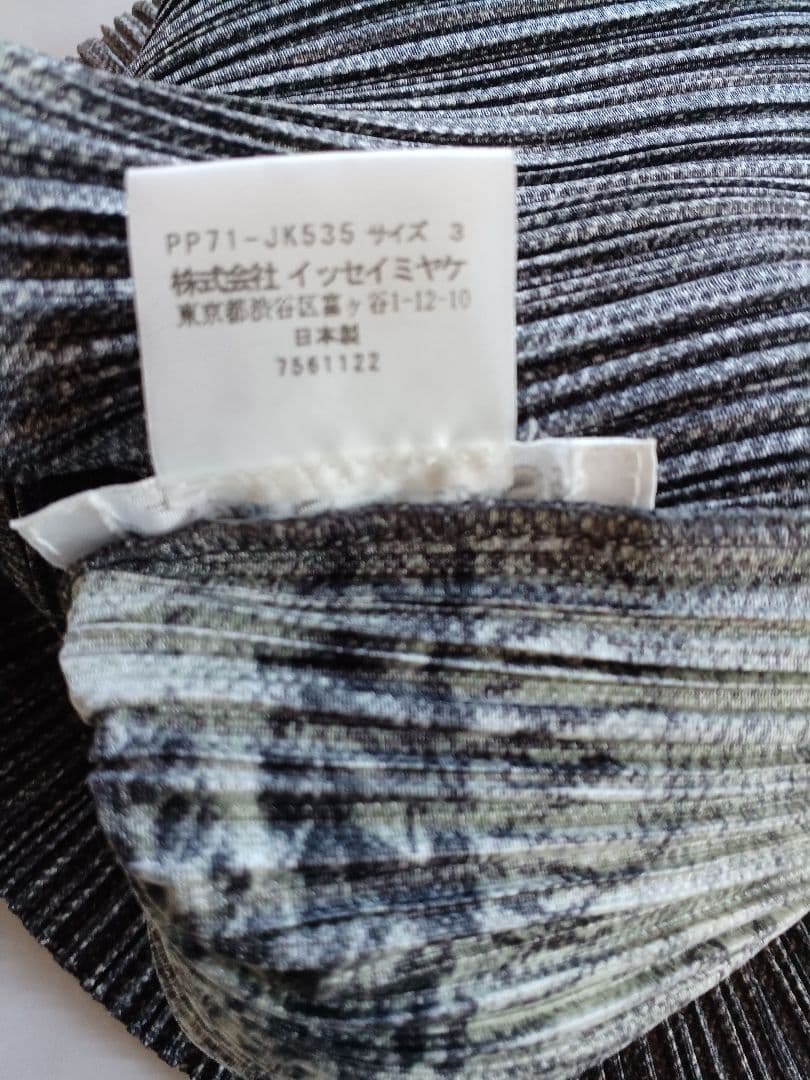 PP71-JK535 サイズ 3
株式会社 イッセイミヤケ
東京都渋谷区富ヶ谷1-12-10
日本製
7561122